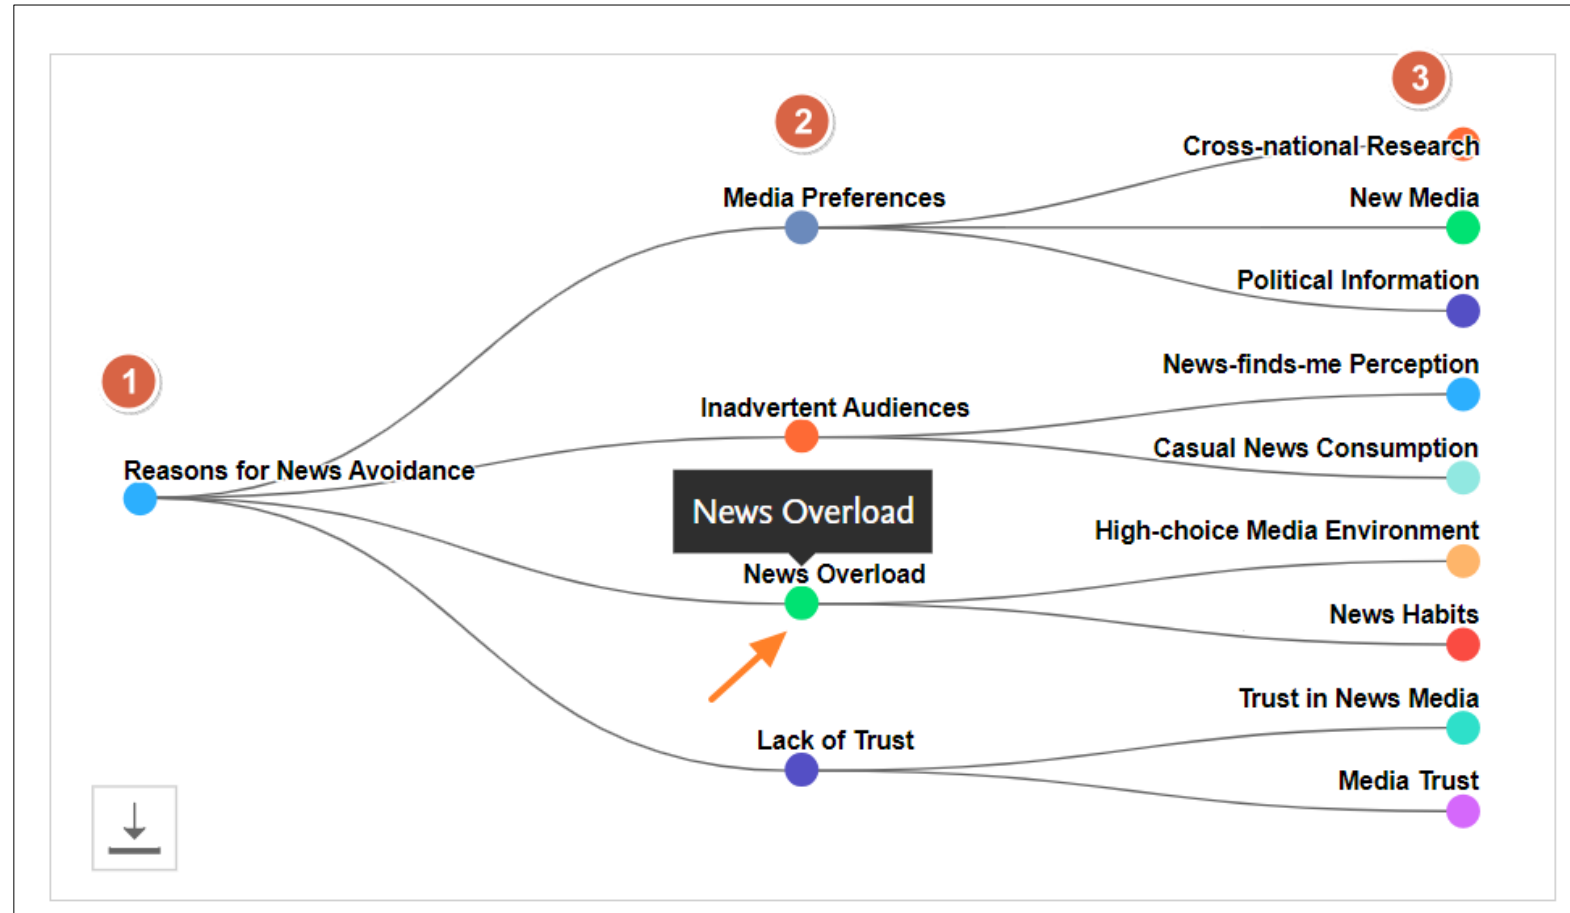 3
2
Cross-national Research
Media Preferences
New Media
Political Information
1
News-finds-me Perception
Inadvertent Audiences
Casual News Consumption
Reasons for News Avoidance
News Overload
High-choice Media Environment
News Overload
News Habits
Trust in News Media
Lack of Trust
Media Trust